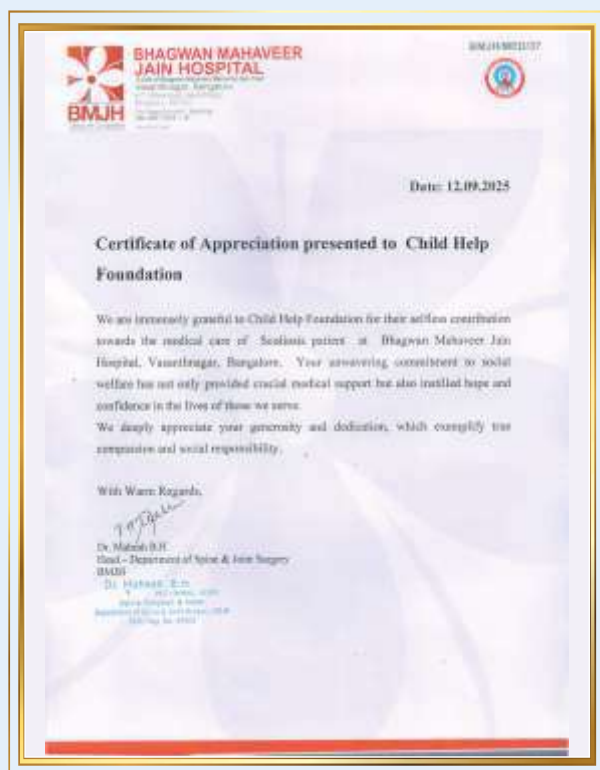 BHAGWAN MAHAVEER
JAIN HOSPITAL
Vasanthnagar, Bangalore
BMJH
Date: 12.09.2025
Certificate of Appreciation presented to Child Help
Foundation
We are immensely grateful to Child Help Foundation for their selfless contribution
towards the medical care of Scoliosis patient at Bhagwan Mahaveer Jain
Hospital, Vasanthnagar, Bangalore. Your unwavering commitment to social
welfare has not only provided crucial medical support but also instilled hope and
confidence in the lives of those we serve.
We deeply appreciate your generosity and dedication, which exemplify true
compassion and social responsibility.
With Warm Regards,
Dr. Mahesh B.H
Head – Department of Spine & Joint Surgery
BMJH
Dr. Mahesh B.H